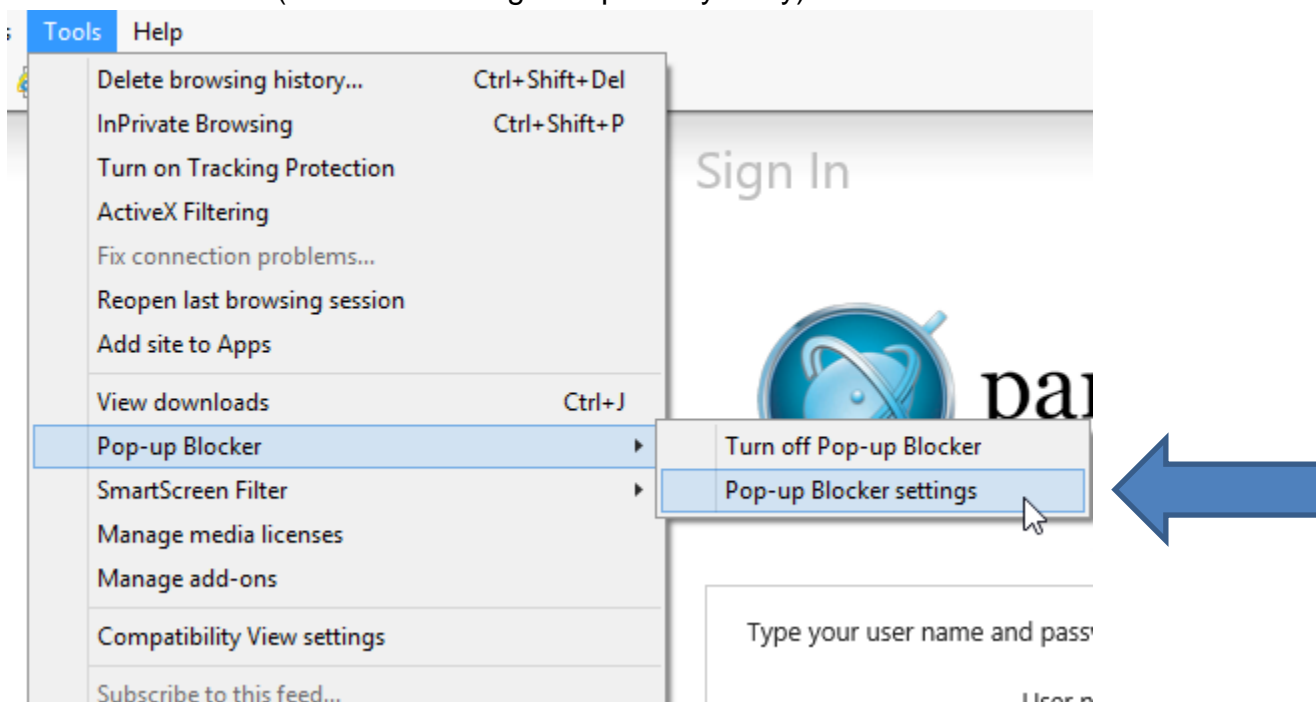 Tools Help
Delete browsing history... Ctrl+Shift+Del
InPrivate Browsing Ctrl+Shift+P
Turn on Tracking Protection
ActiveX Filtering
Fix connection problems...
Reopen last browsing session
Add site to Apps
View downloads Ctrl+J
Pop-up Blocker
SmartScreen Filter
Manage media licenses
Manage add-ons
Compatibility View settings
Subscribe to this feed...
Turn off Pop-up Blocker
Pop-up Blocker settings
Sign In
Type your user name and